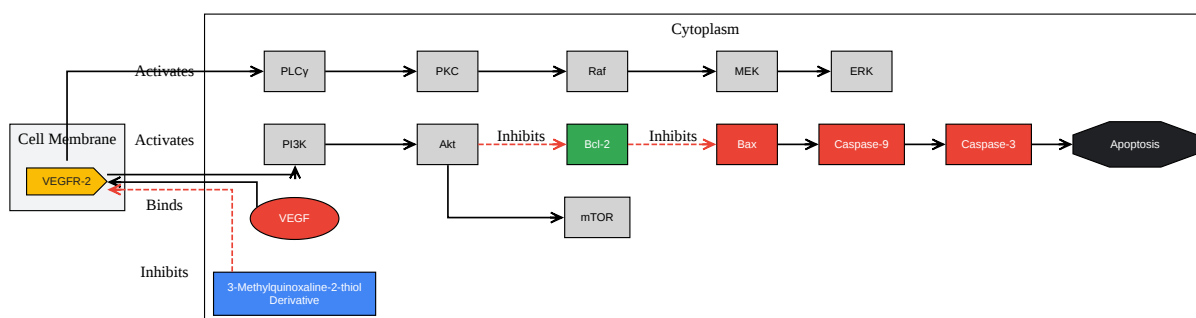 Cytoplasm
Activates
PLCγ
PKC
Raf
MEK
ERK
Cell Membrane
Activates
PI3K
Akt
Inhibits
Bcl-2
Inhibits
Bax
Caspase-9
Caspase-3
Apoptosis
VEGFR-2
Binds
VEGF
mTOR
Inhibits
3-Methylquinoxaline-2-thiol
Derivative